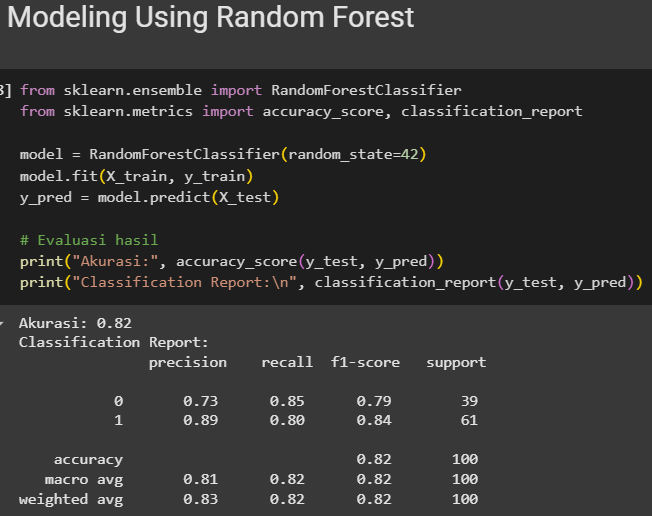 Modeling Using Random Forest
from sklearn.ensemble import RandomForestClassifier
from sklearn.metrics import accuracy_score, classification_report
model = RandomForestClassifier(random_state=42)
model.fit(X_train, y_train)
y_pred = model.predict(X_test)
# Evaluasi hasil
print("Akurasi:", accuracy_score(y_test, y_pred))
print("Classification Report:\n", classification_report(y_test, y_pred))
Akurasi: 0.82
Classification Report:
precision recall f1-score support
0 0.73 0.85 0.79 39
1 0.89 0.80 0.84 61
accuracy 0.82 100
macro avg 0.81 0.82 0.82 100
weighted avg 0.83 0.82 0.82 100